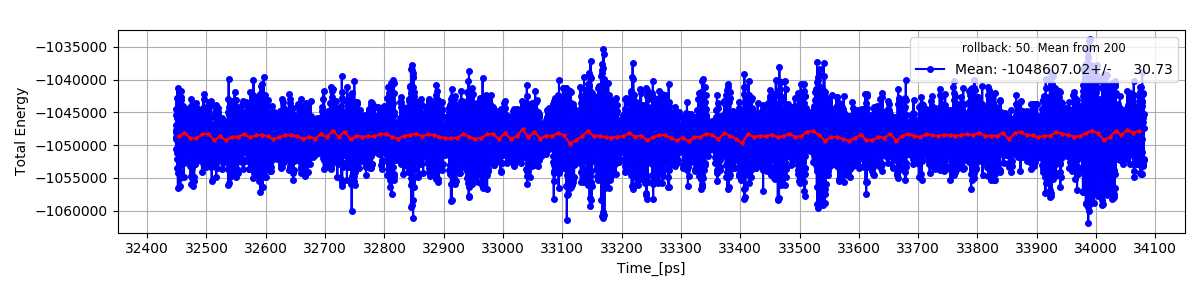 rollback: 50. Mean from 200
Mean: -1048607.02+/- 30.73
Total Energy
−1035000
−1040000
−1045000
−1050000
−1055000
−1060000
32400 32500 32600 32700 32800 32900 33000 33100 33200 33300 33400 33500 33600 33700 33800 33900 34000 34100
Time_[ps]